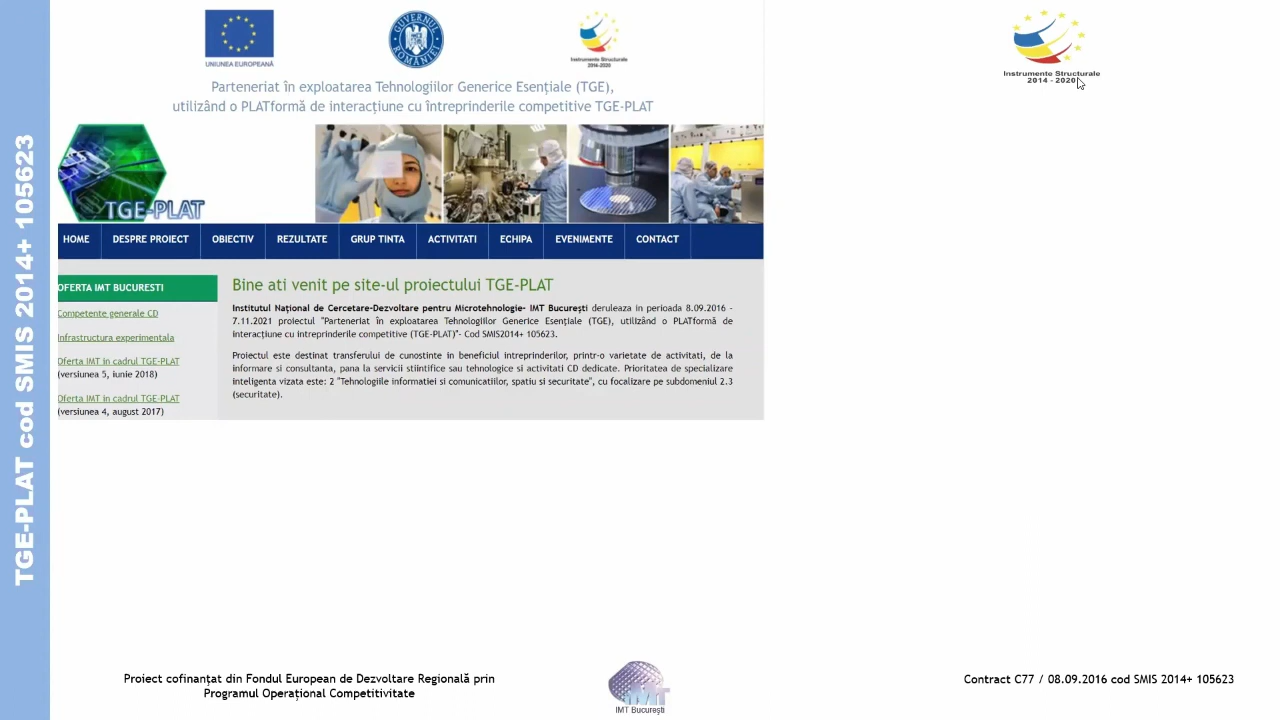 TGE-PLAT cod SMIS 2014+ 105623
UNIUNEA EUROPEANĂ
GUVERNUL ROMÂNIEI
Instrumente Structurale
2014-2020
Instrumente Structurale
2014 - 2020
Parteneriat în exploatarea Tehnologiilor Generice Esențiale (TGE),
utilizând o PLATformă de interacțiune cu întreprinderile competitive TGE-PLAT
TGE-PLAT
HOME DESPRE PROIECT OBIECTIV REZULTATE GRUP TINTA ACTIVITATI ECHIPA EVENIMENTE CONTACT
OFERTA IMT BUCURESTI
Competente generale CD
Infrastructura experimentala
Oferta IMT in cadrul TGE-PLAT
(versiunea 5, iunie 2018)
Oferta IMT in cadrul TGE-PLAT
(versiunea 4, august 2017)
Bine ati venit pe site-ul proiectului TGE-PLAT
Institutul Național de Cercetare-Dezvoltare pentru Microtehnologie- IMT București deruleaza in perioada 8.09.2016 -
7.11.2021 proiectul "Parteneriat în exploatarea Tehnologiilor Generice Esențiale (TGE), utilizând o PLATformă de
interacțiune cu intreprinderile competitive (TGE-PLAT)"- Cod SMIS2014+ 105623.
Proiectul este destinat transferului de cunostinte in beneficiul intreprinderilor, printr-o varietate de activitati, de la
informare si consultanta, pana la servicii stiintifice sau tehnologice si activitati CD dedicate. Prioritatea de specializare
inteligenta vizata este: 2 "Tehnologiile informatiei si comunicatiilor, spatiu si securitate", cu focalizare pe subdomeniul 2.3
(securitate).
Proiect cofinanțat din Fondul European de Dezvoltare Regională prin
Programul Operațional Competitivitate
IMT
IMT București
Contract C77 / 08.09.2016 cod SMIS 2014+ 105623